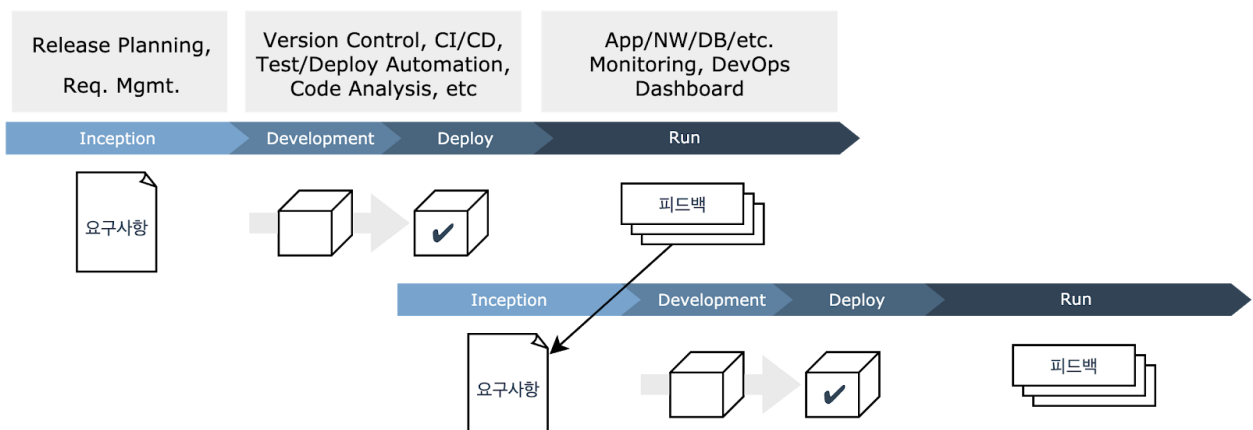 Release Planning,
Req. Mgmt.
Version Control, CI/CD,
Test/Deploy Automation,
Code Analysis, etc
App/NW/DB/etc.
Monitoring, DevOps
Dashboard
Inception
Development
Deploy
Run
요구사항
피드백
Inception
Development
Deploy
Run
요구사항
피드백